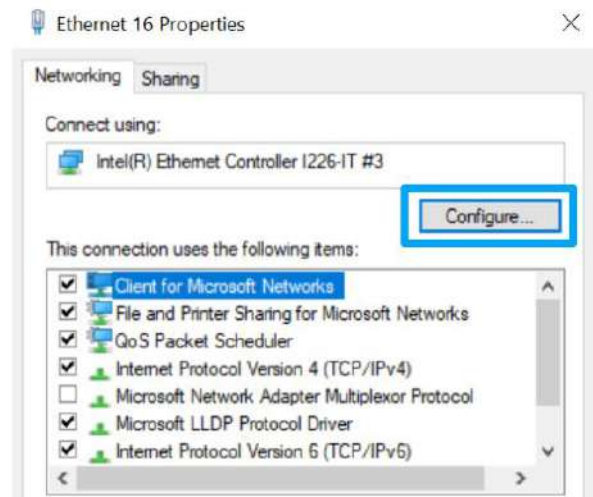 Ethernet 16 Properties
Networking Sharing
Connect using:
Intel(R) Ethernet Controller I226-IT #3
Configure...
This connection uses the following items:
Client for Microsoft Networks
File and Printer Sharing for Microsoft Networks
QoS Packet Scheduler
Internet Protocol Version 4 (TCP/IPv4)
Microsoft Network Adapter Multiplexor Protocol
Microsoft LLDP Protocol Driver
Internet Protocol Version 6 (TCP/IPv6)